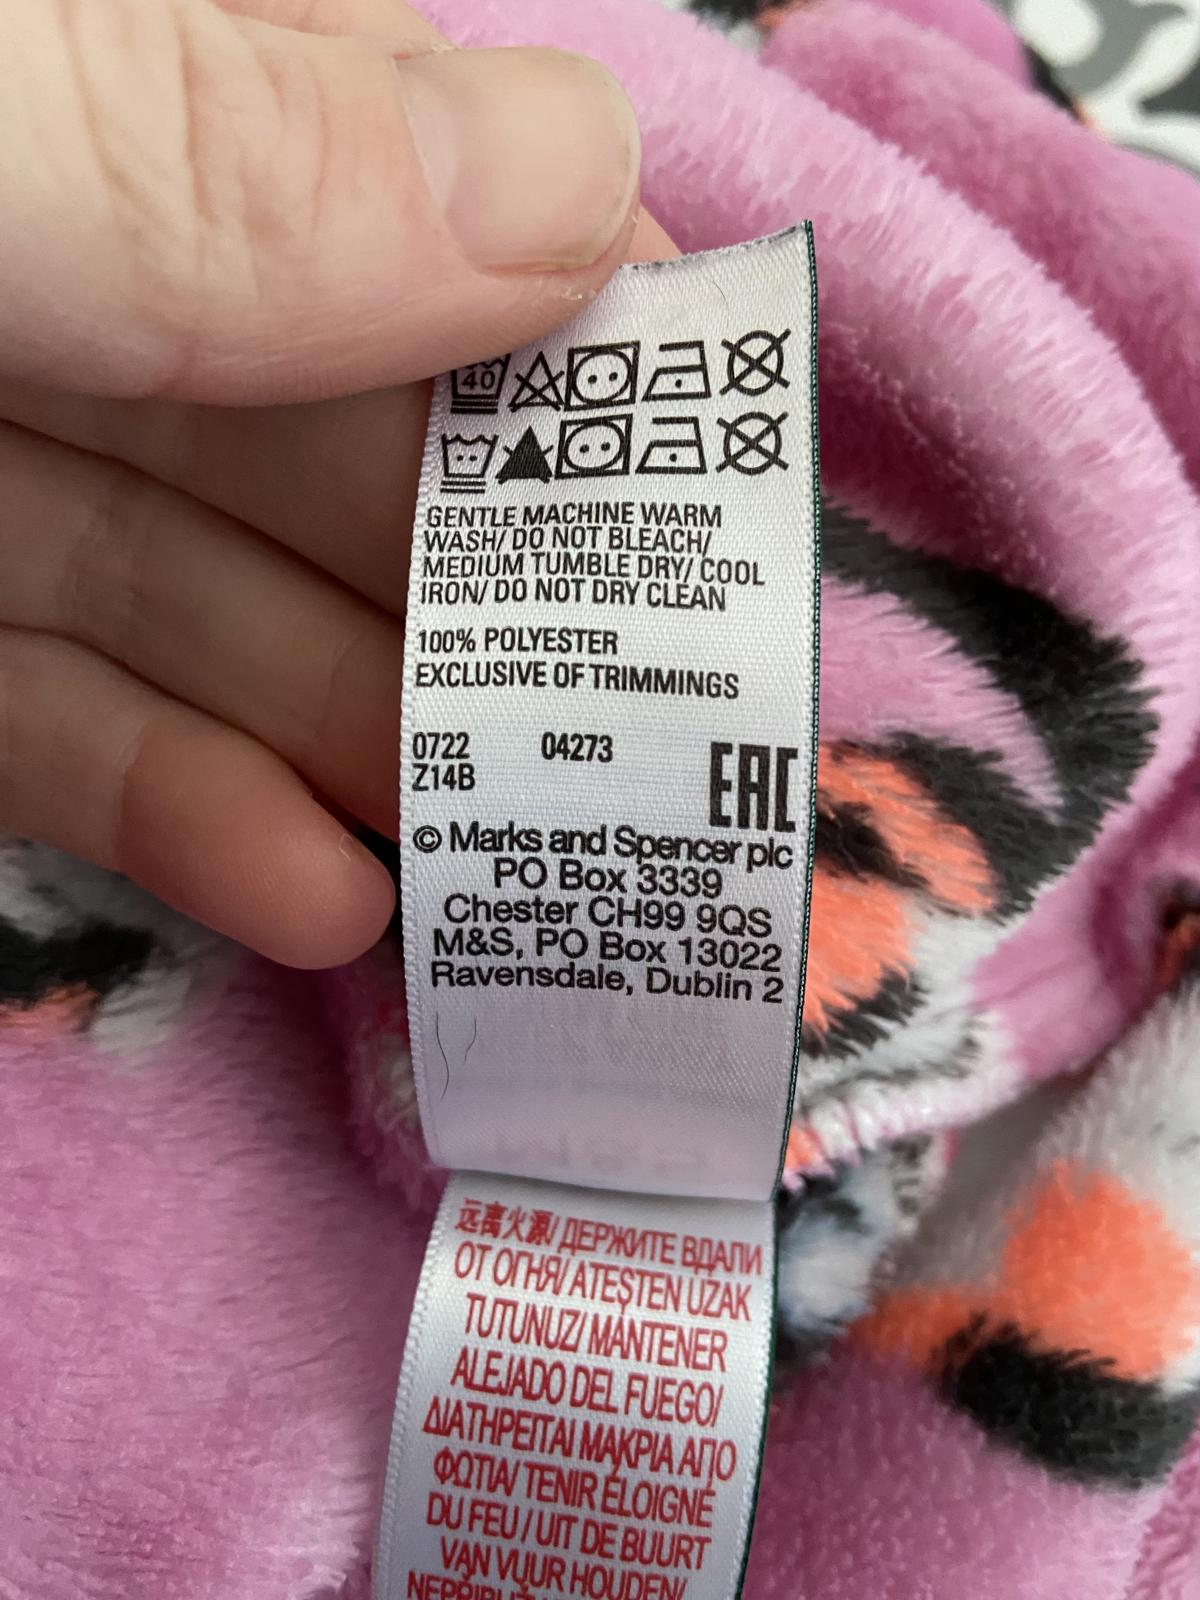 40
GENTLE MACHINE WARM
WASH/ DO NOT BLEACH/
MEDIUM TUMBLE DRY/ COOL
IRON/ DO NOT DRY CLEAN
100% POLYESTER
EXCLUSIVE OF TRIMMINGS
0722 04273
Z14B
EAC
© Marks and Spencer plc
PO Box 3339
Chester CH99 9QS
M&S, PO Box 13022
Ravensdale, Dublin 2
远离火源/ ДЕРЖИТЕ ВДАЛИ
ОТ ОГНЯ/ ATEŞTEN UZAK
TUTUNUZ/ MANTENER
ALEJADO DEL FUEGO/
ΔΙΑΤΗΡΕΙΤΑΙ ΜΑΚΡΙΑ ΑΠΟ
ΦΩΤΙΑ/ TENIR ÉLOIGNÉ
DU FEU / UIT DE BUURT
VAN VUUR HOUDEN/